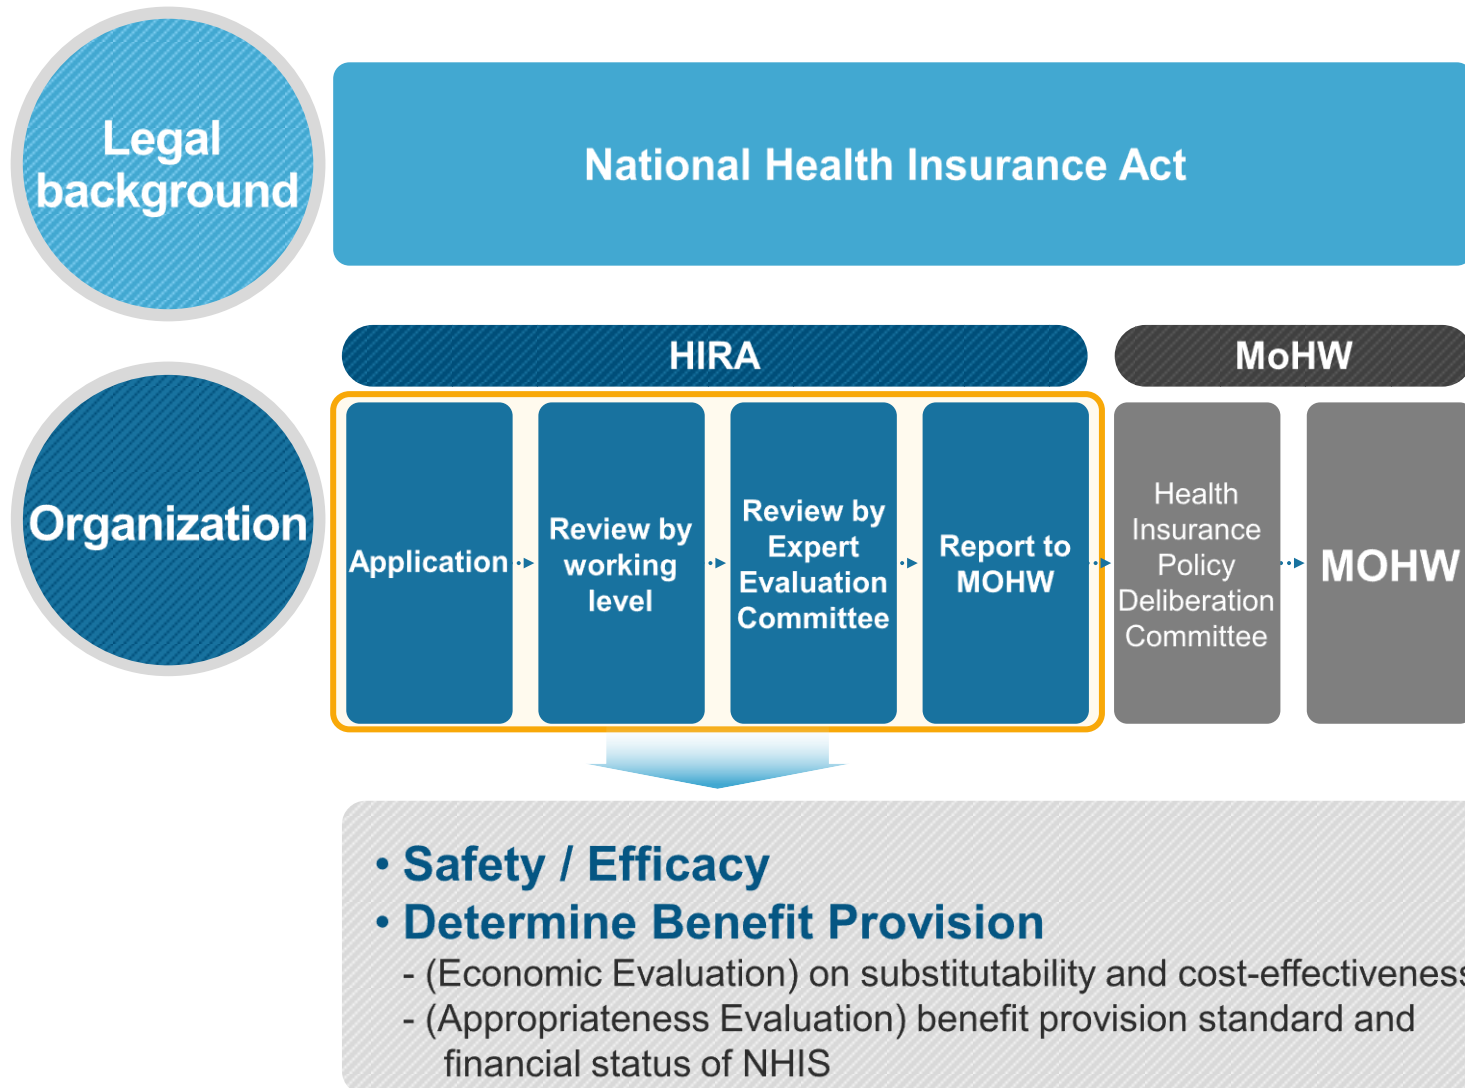 Legal
background
National Health Insurance Act
HIRA
MoHW
Organization
Application
Review by
working
level
Review by
Expert
Evaluation
Committee
Report to
MOHW
Health
Insurance
Policy
Deliberation
Committee
MOHW
• Safety / Efficacy
• Determine Benefit Provision
- (Economic Evaluation) on substitutability and cost-effectiveness
- (Appropriateness Evaluation) benefit provision standard and
financial status of NHIS